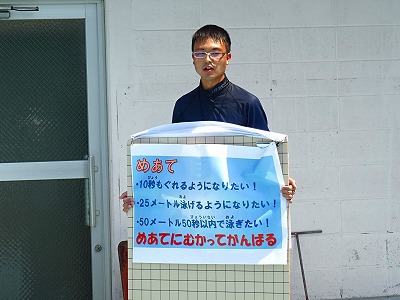 めあて
・10秒もぐれるようになりたい！
・25メートル泳げるようになりたい！
・50メートル50秒以内で泳ぎたい！
めあてにむかってがんばる